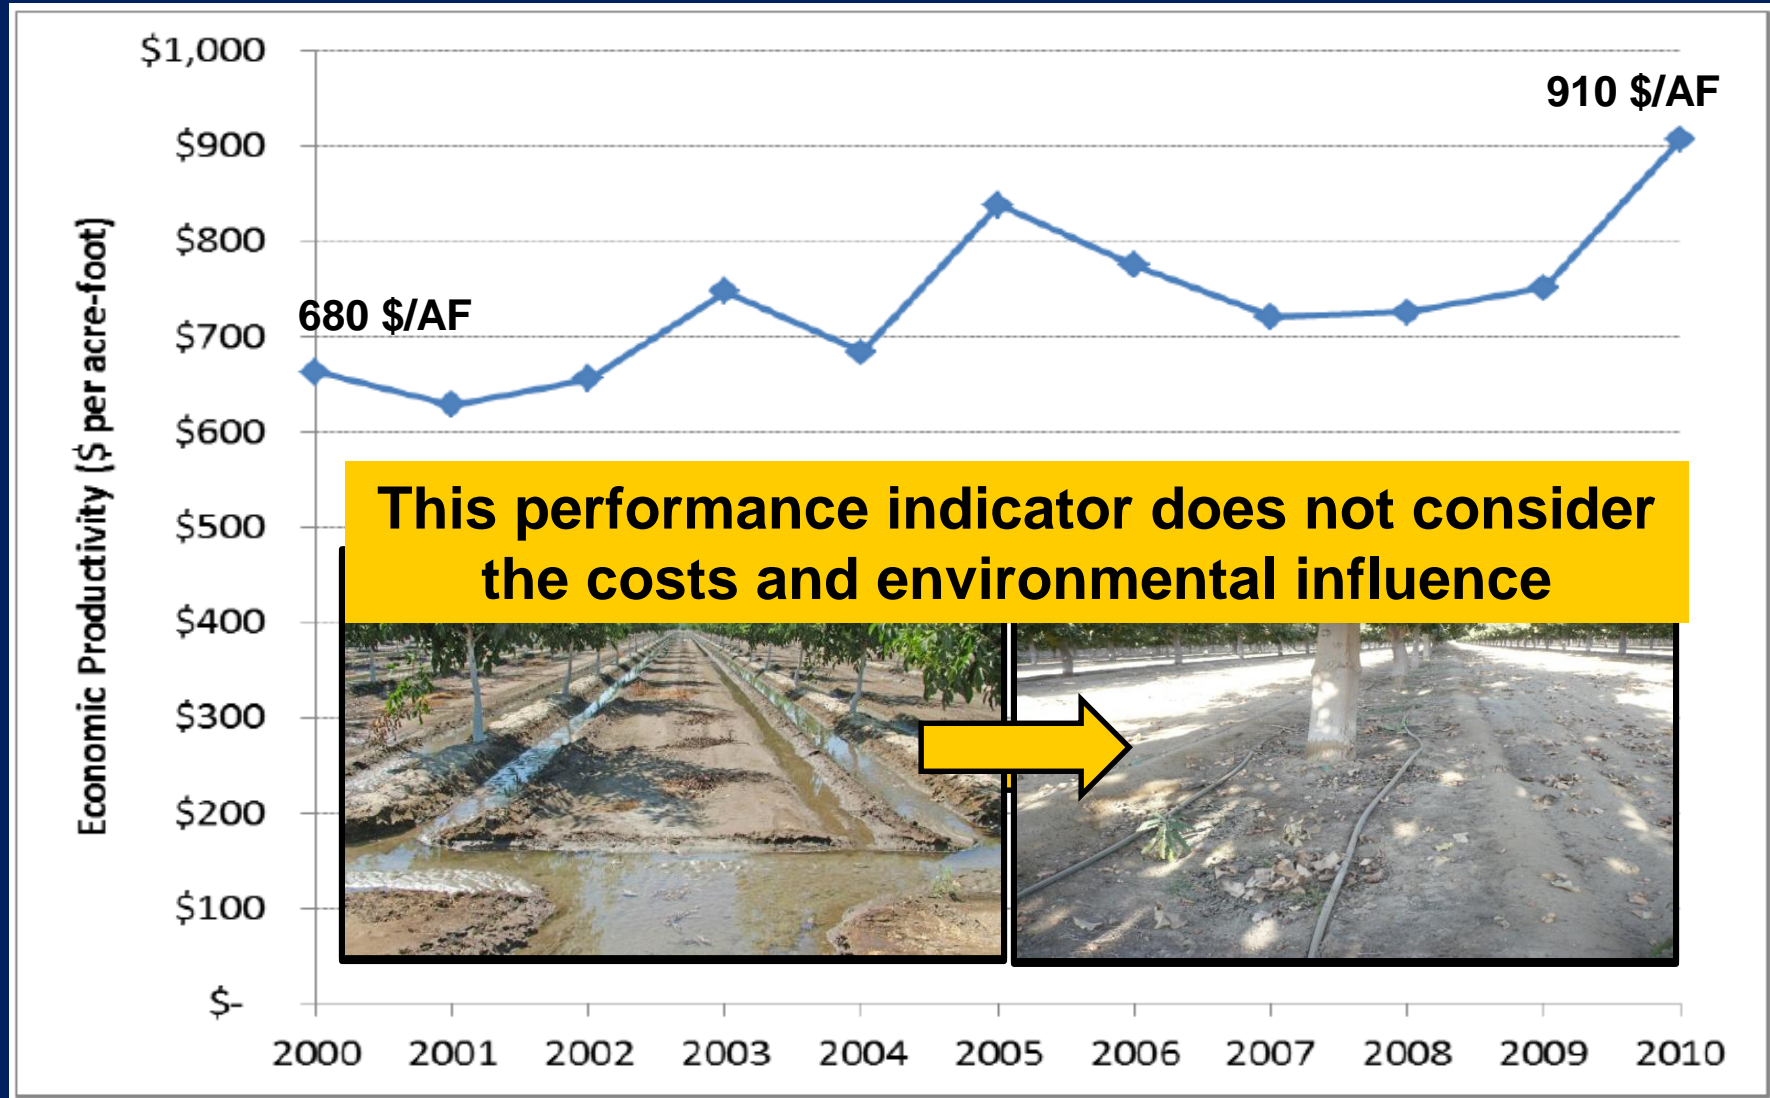 $1,000
910 $/AF
$900
$800
680 $/AF
$700
$600
This performance indicator does not consider
the costs and environmental influence
$500
$400
$300
$200
$100
$-
Economic Productivity ($ per acre-foot)
2000 2001 2002 2003 2004 2005 2006 2007 2008 2009 2010